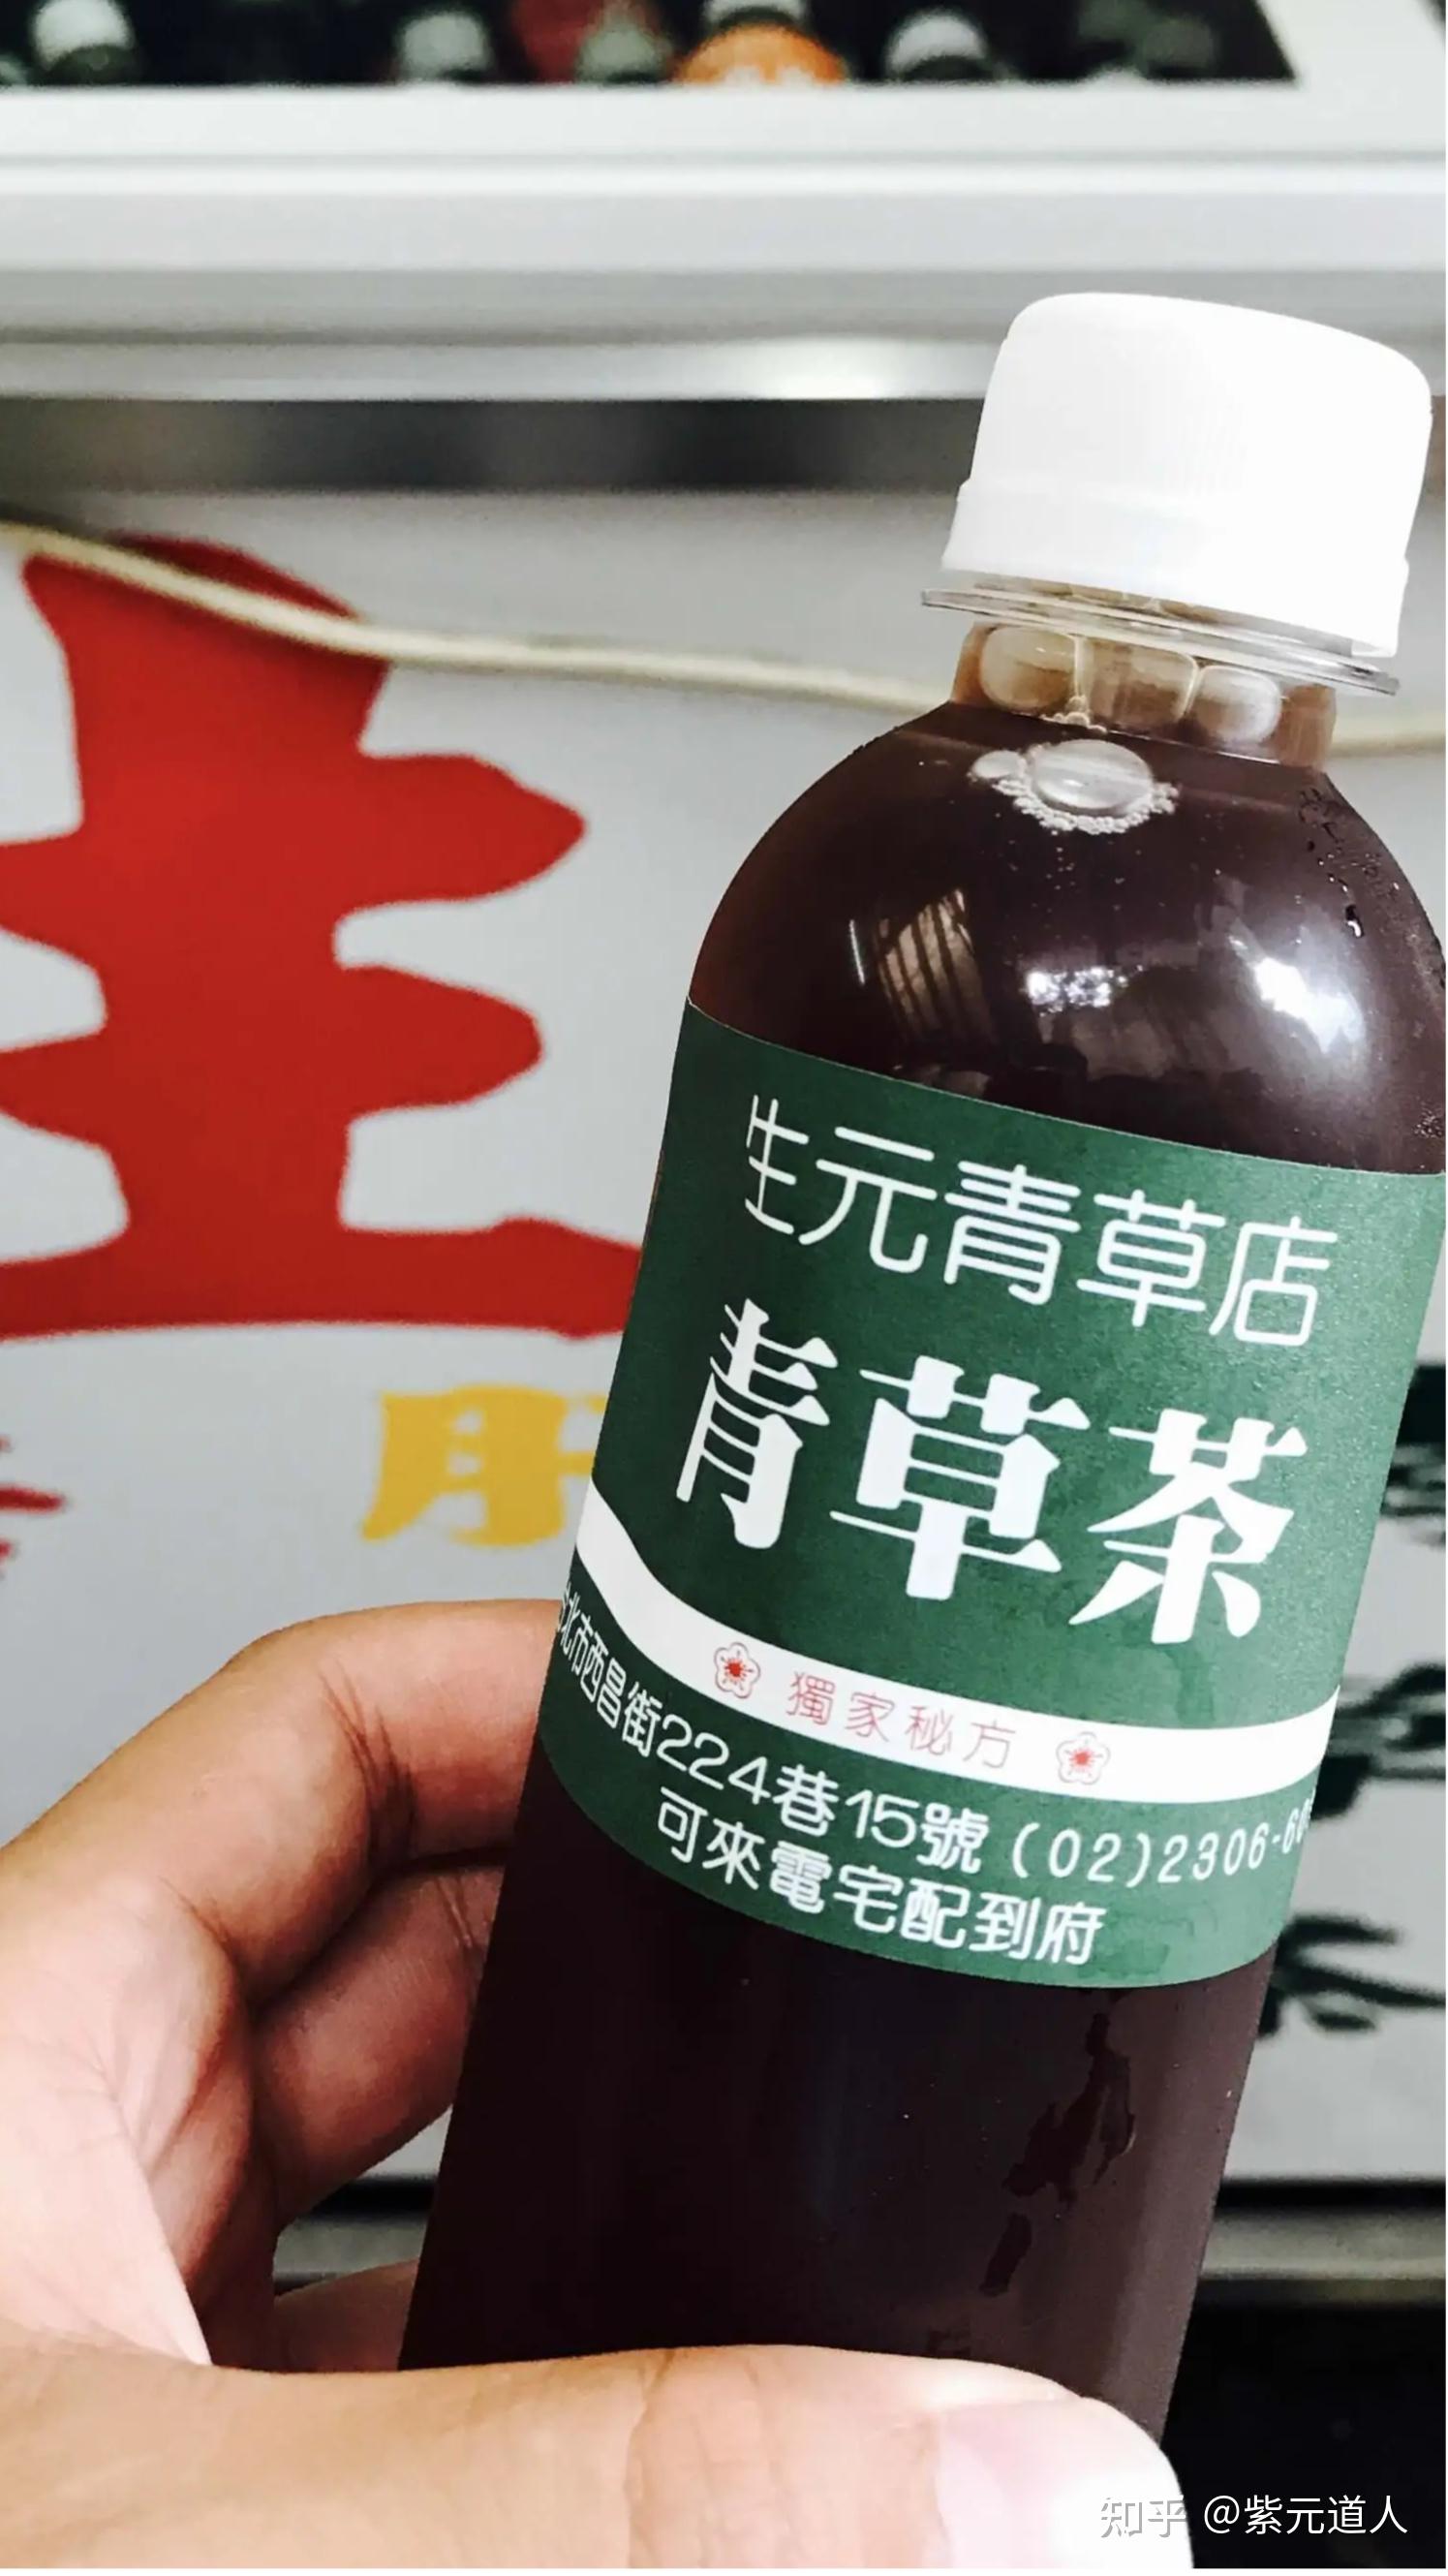 生元青草店
青草茶
獨家秘方
台北市西昌街224巷15號 (02)2306-6
可來電宅配到府
肝
知乎 @紫元道人